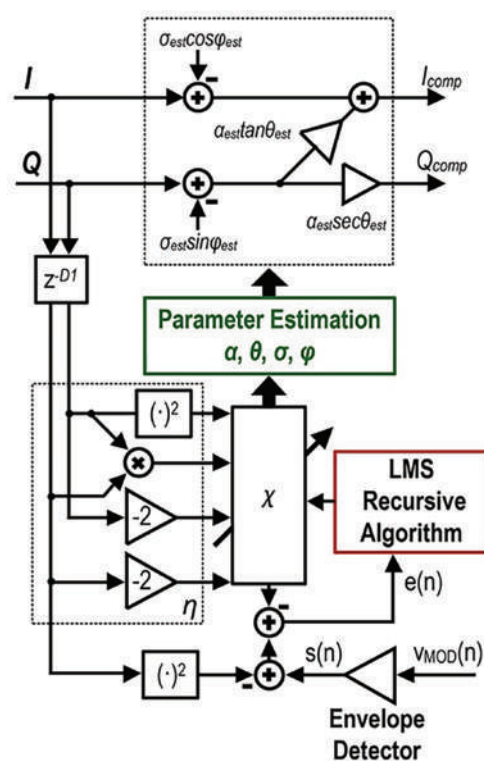 σestcosφest
I
Icomp
αesttanθest
Q
Qcomp
σestsinφest
αestsecθest
z-D1
Parameter Estimation
α, θ, σ, φ
(·)²
χ
LMS
Recursive
Algorithm
-2
-2
η
e(n)
(·)²
s(n)
vMOD(n)
Envelope
Detector